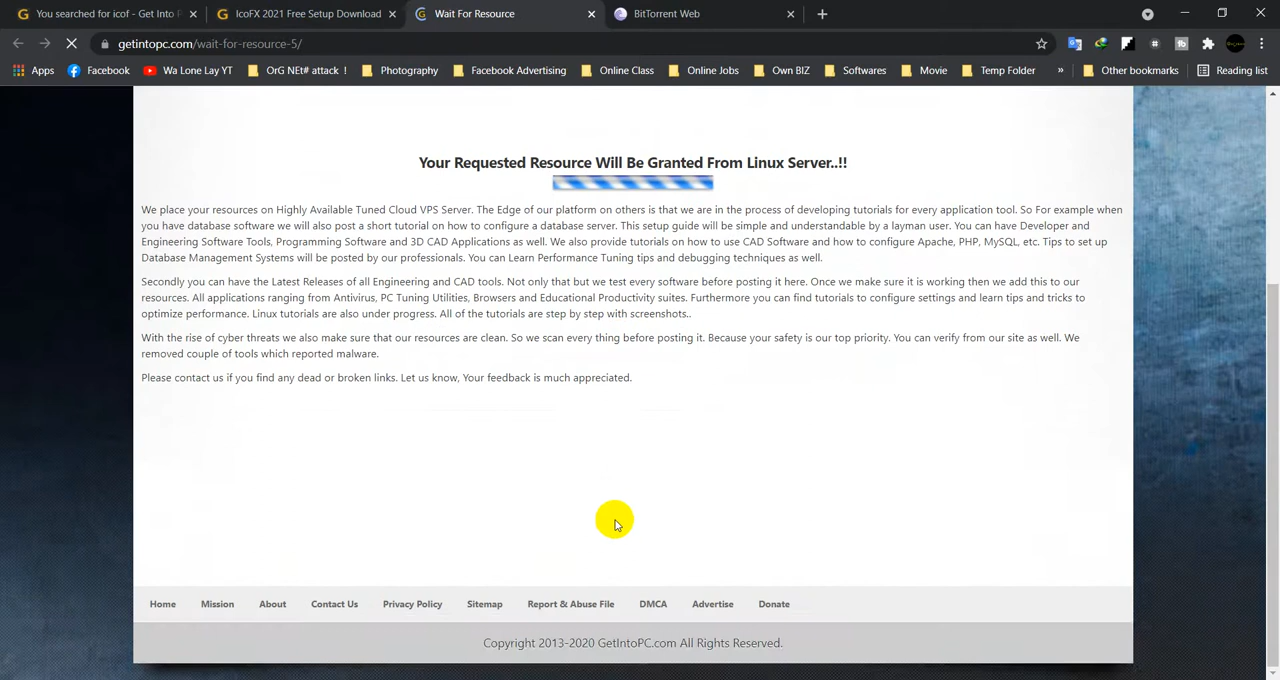 You searched for icof - Get Into P
IcoFX 2021 Free Setup Download
Wait For Resource
BitTorrent Web
getintopc.com/wait-for-resource-5/
Apps
Facebook
Wa Lone Lay YT
OrG NEt# attack !
Photography
Facebook Advertising
Online Class
Online Jobs
Own BIZ
Softwares
Movie
Temp Folder
»
Other bookmarks
Reading list
Your Requested Resource Will Be Granted From Linux Server..!!
We place your resources on Highly Available Tuned Cloud VPS Server. The Edge of our platform on others is that we are in the process of developing tutorials for every application tool. So For example when
you have database software we will also post a short tutorial on how to configure a database server. This setup guide will be simple and understandable by a layman user. You can have Developer and
Engineering Software Tools, Programming Software and 3D CAD Applications as well. We also provide tutorials on how to use CAD Software and how to configure Apache, PHP, MySQL, etc. Tips to set up
Database Management Systems will be posted by our professionals. You can Learn Performance Tuning tips and debugging techniques as well.
Secondly you can have the Latest Releases of all Engineering and CAD tools. Not only that but we test every software before posting it here. Once we make sure it is working then we add this to our
resources. All applications ranging from Antivirus, PC Tuning Utilities, Browsers and Educational Productivity suites. Furthermore you can find tutorials to configure settings and learn tips and tricks to
optimize performance. Linux tutorials are also under progress. All of the tutorials are step by step with screenshots..
With the rise of cyber threats we also make sure that our resources are clean. So we scan every thing before posting it. Because your safety is our top priority. You can verify from our site as well. We
removed couple of tools which reported malware.
Please contact us if you find any dead or broken links. Let us know, Your feedback is much appreciated.
Home
Mission
About
Contact Us
Privacy Policy
Sitemap
Report & Abuse File
DMCA
Advertise
Donate
Copyright 2013-2020 GetIntoPC.com All Rights Reserved.